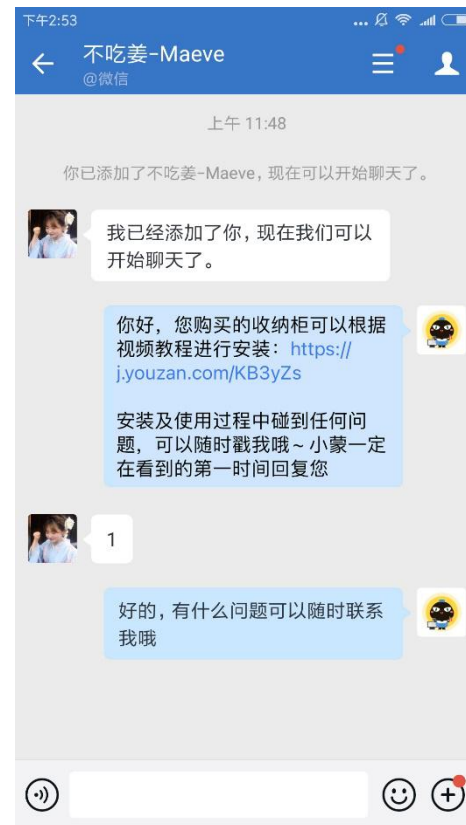 下午2:53
...
不吃姜-Maeve
@微信
上午 11:48
你已添加了不吃姜-Maeve，现在可以开始聊天了。
我已经添加了你，现在我们可以
开始聊天了。
你好，您购买的收纳柜可以根据
视频教程进行安装：https://
j.youzan.com/KB3yZs
安装及使用过程中碰到任何问
题，可以随时戳我哦~小蒙一定
在看到的第一时间回复您
1
好的，有什么问题可以随时联系
我哦